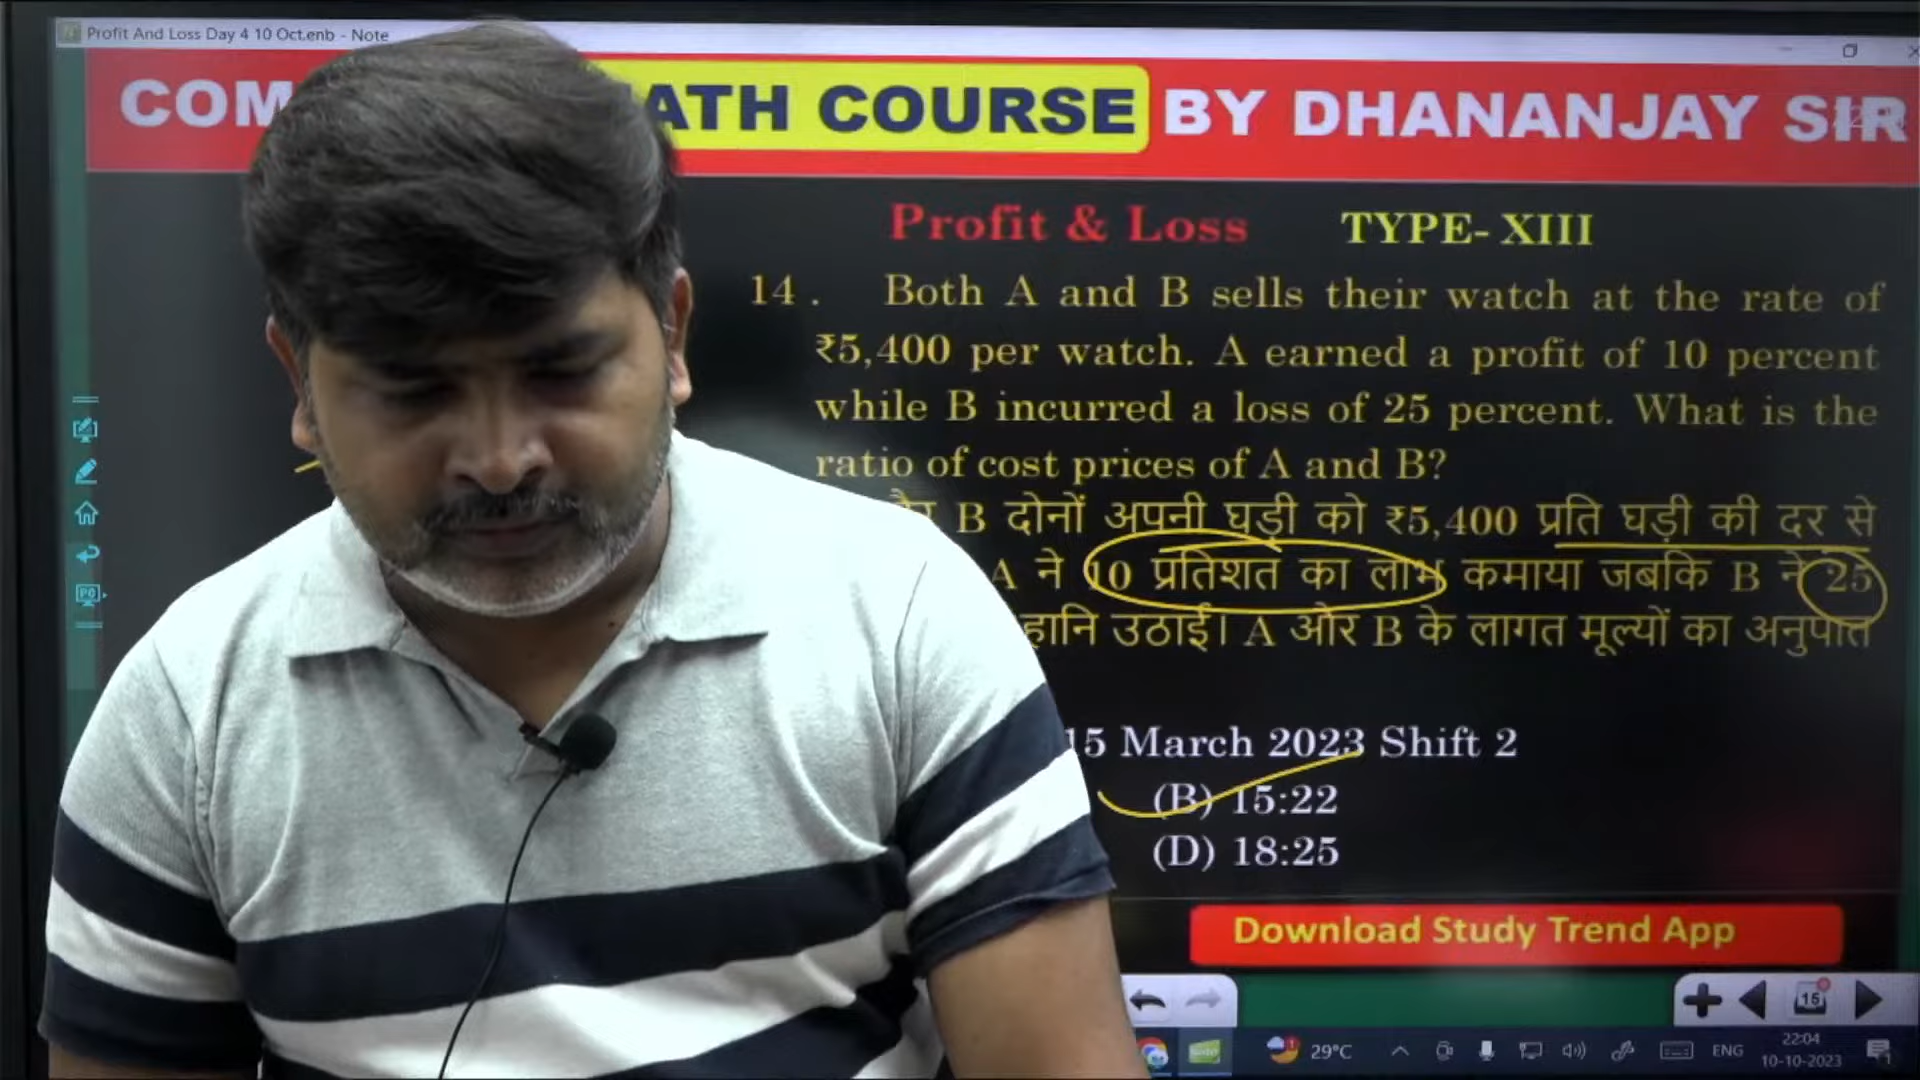 Profit And Loss Day 4 10 Oct.enb - Note
COM ATH COURSE BY DHANANJAY SIR
Profit & Loss TYPE- XIII
14 . Both A and B sells their watch at the rate of
₹5,400 per watch. A earned a profit of 10 percent
while B incurred a loss of 25 percent. What is the
ratio of cost prices of A and B?
B दोनों अपनी घड़ी को ₹5,400 प्रति घड़ी की दर से
A ने 10 प्रतिशत का लाभ कमाया जबकि B ने 25
हानि उठाई। A और B के लागत मूल्यों का अनुपात
15 March 2023 Shift 2
(B) 15:22
(D) 18:25
Download Study Trend App
15
29°C ENG 22:04
10-10-2023